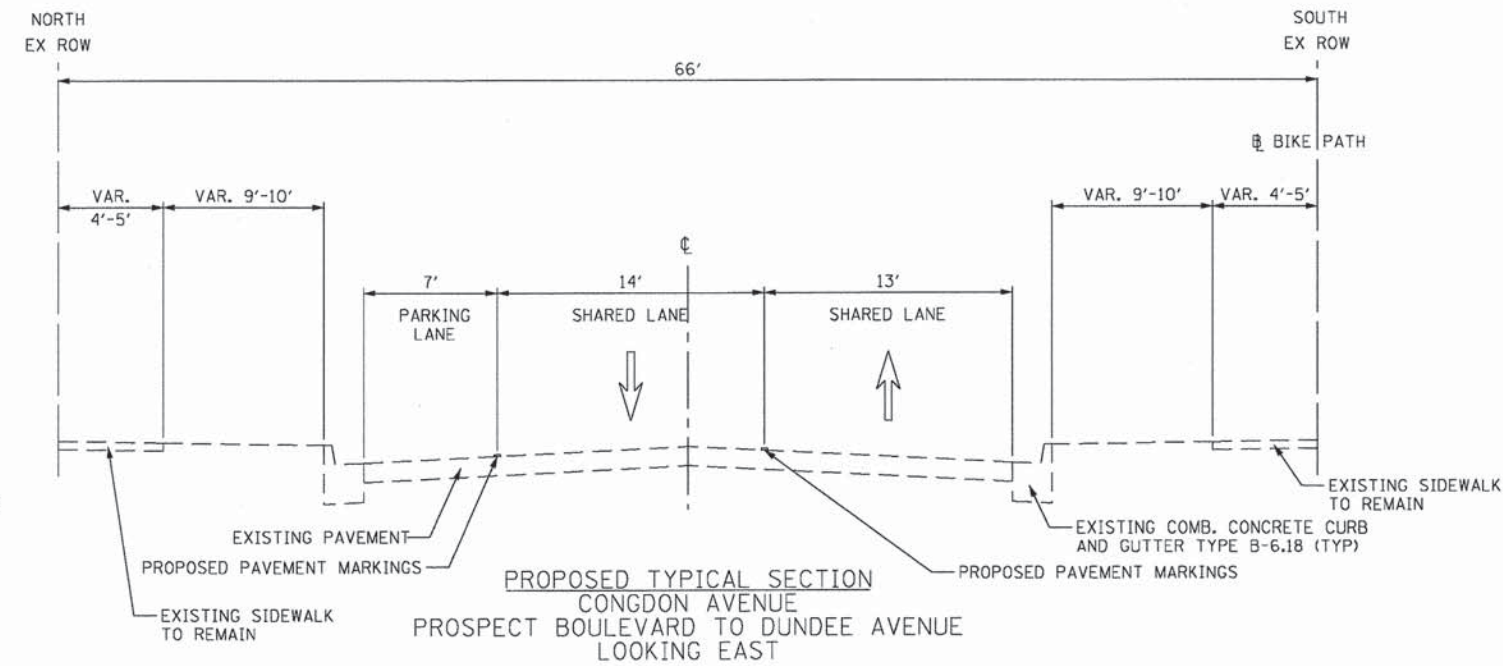 NORTH
EX ROW
SOUTH
EX ROW
66'
℄ BIKE PATH
VAR.
4'-5'
VAR. 9'-10'
VAR. 9'-10'
VAR. 4'-5'
℄
7'
14'
13'
PARKING
LANE
SHARED LANE
SHARED LANE
EXISTING SIDEWALK
TO REMAIN
EXISTING PAVEMENT
EXISTING COMB. CONCRETE CURB
AND GUTTER TYPE B-6.18 (TYP)
PROPOSED PAVEMENT MARKINGS
PROPOSED PAVEMENT MARKINGS
EXISTING SIDEWALK
TO REMAIN
PROPOSED TYPICAL SECTION
CONGDON AVENUE
PROSPECT BOULEVARD TO DUNDEE AVENUE
LOOKING EAST